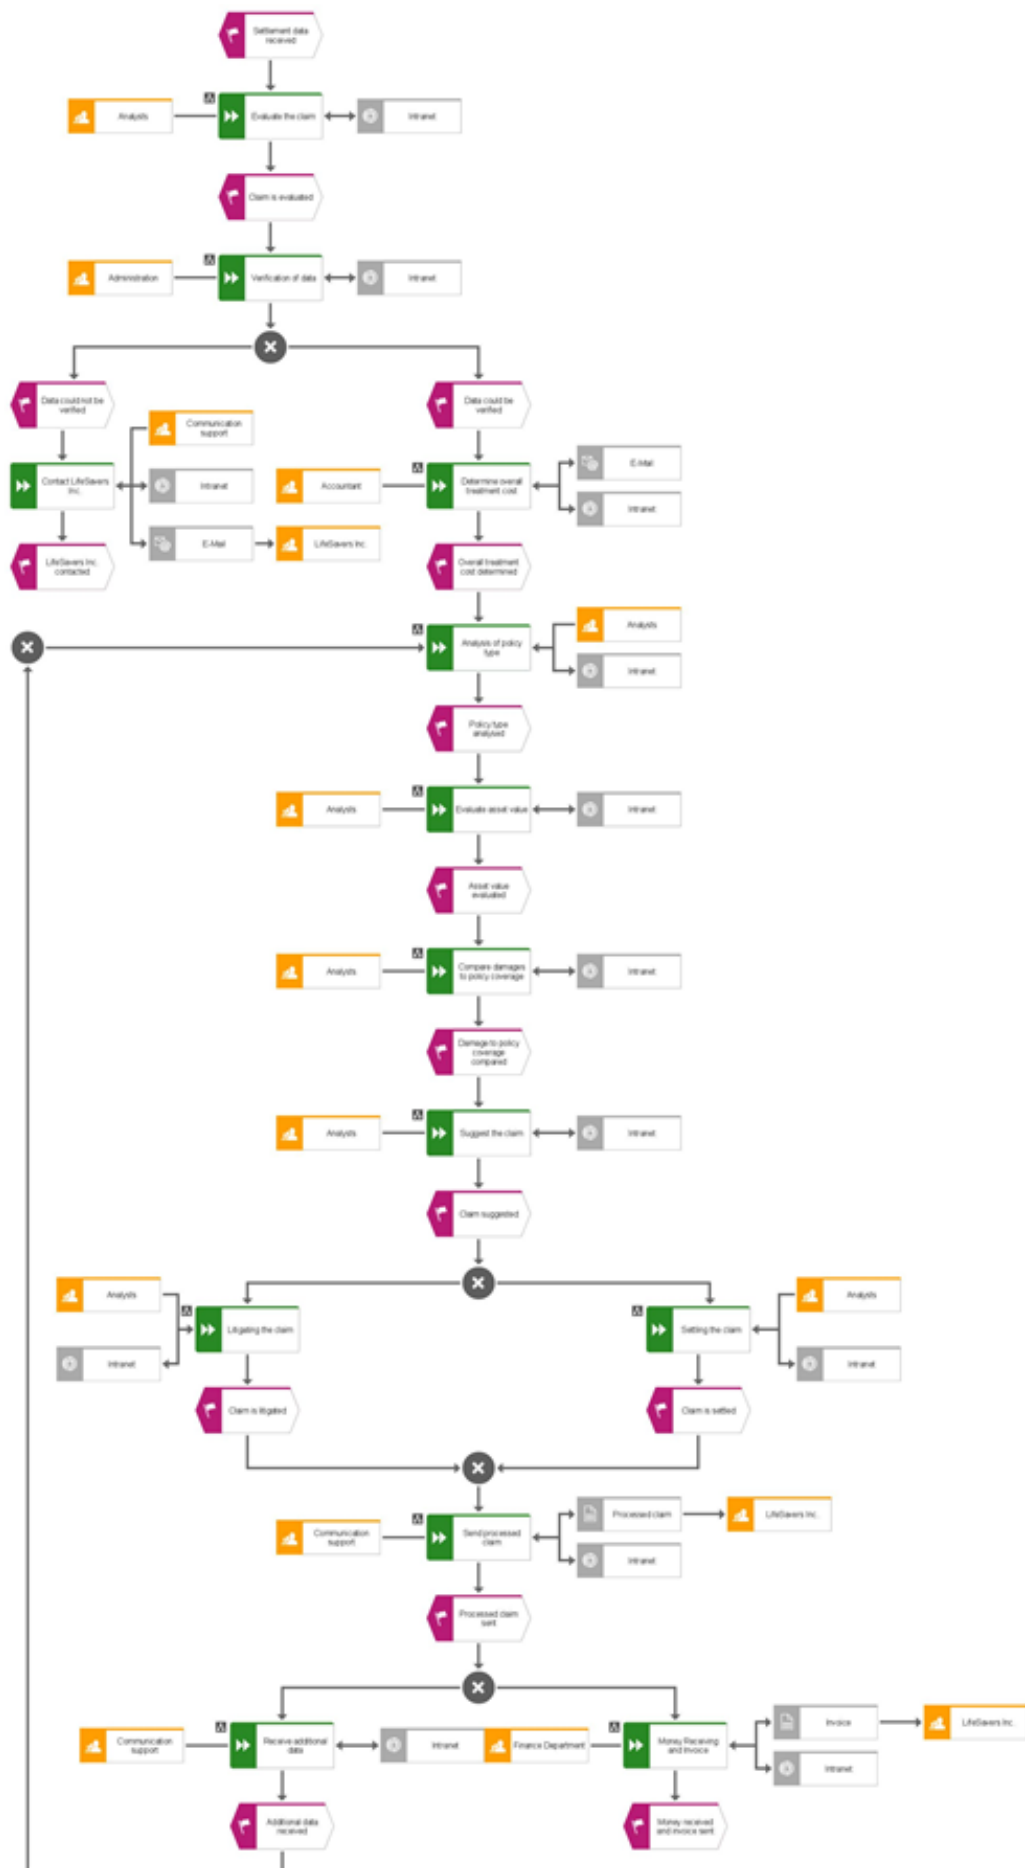 Settlement data
received
Analysts
Evaluate the claim
Intranet
Claim is evaluated
Administration
Verification of data
Intranet
Data could not be
verified
Data could be
verified
Communication
support
E-Mail
Contact LifeSavers
Inc.
Intranet
Accountant
Determine overall
treatment cost
Intranet
E-Mail
LifeSavers Inc.
LifeSavers Inc.
contacted
Overall treatment
cost determined
Analysts
Analysis of policy
type
Intranet
Policy type
analysed
Analysts
Evaluate asset value
Intranet
Asset value
evaluated
Analysts
Compare damages
to policy coverage
Intranet
Damage to policy
coverage
compared
Analysts
Suggest the claim
Intranet
Claim suggested
Analysts
Analysts
Litigating the claim
Settling the claim
Intranet
Intranet
Claim is litigated
Claim is settled
Processed claim
LifeSavers Inc.
Communication
support
Send processed
claim
Intranet
Processed claim
sent
Invoice
LifeSavers Inc.
Communication
support
Receive additional
data
Intranet
Finance Department
Money Receiving
and Invoice
Intranet
Additional data
received
Money received
and invoice sent